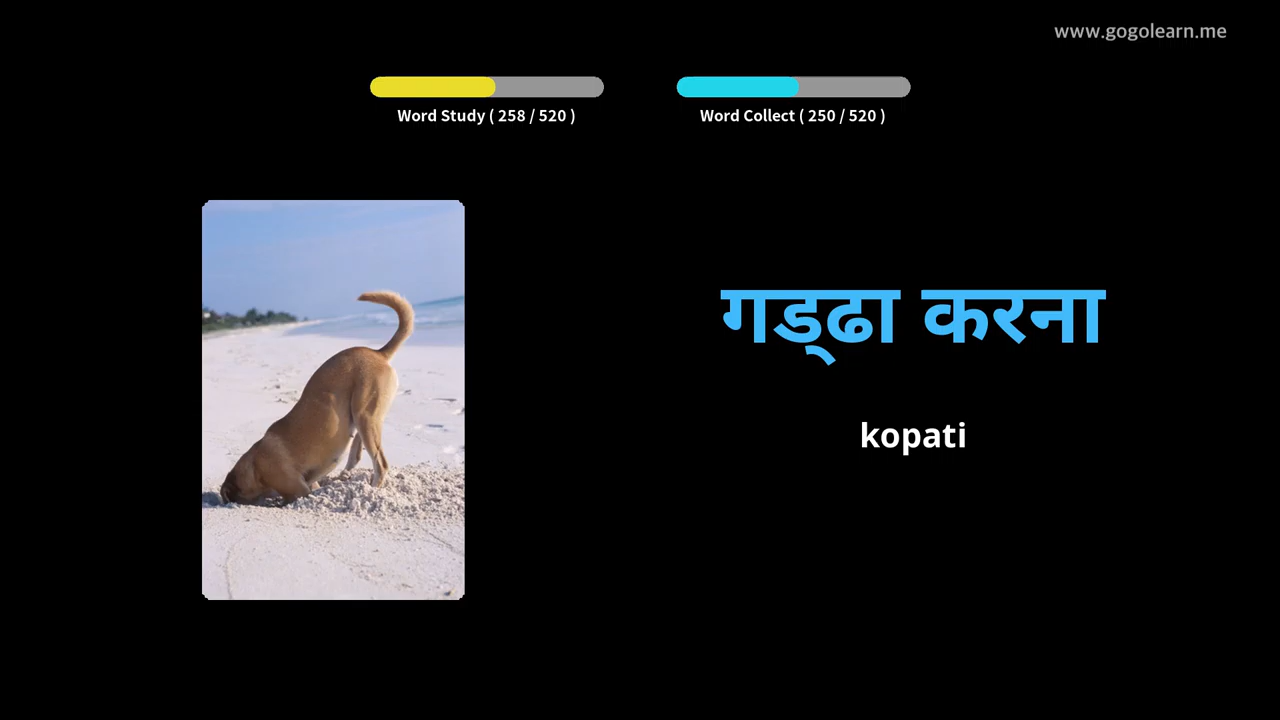 www.gogolearn.me
Word Study ( 258 / 520 )
Word Collect ( 250 / 520 )
गड्ढा करना
kopati